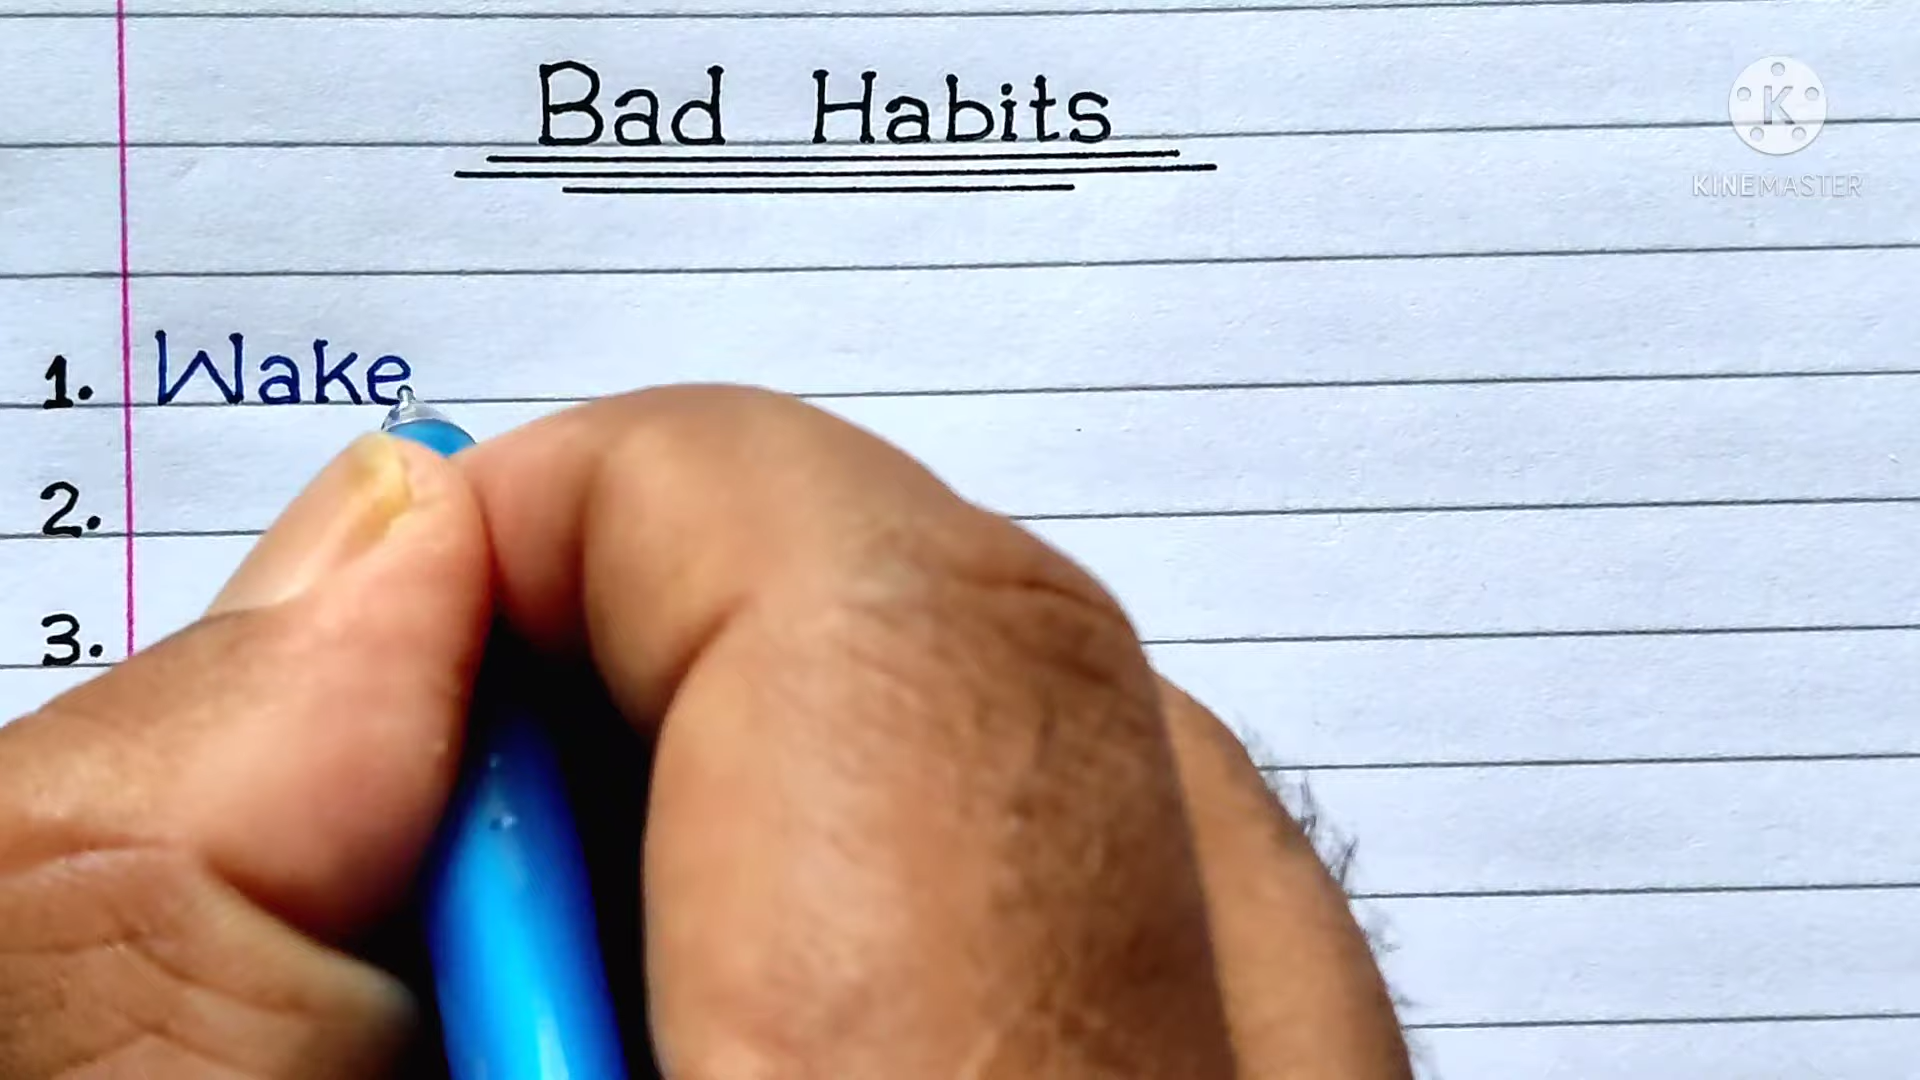 Bad Habits
K
KINEMASTER
1. Wake
2.
3.